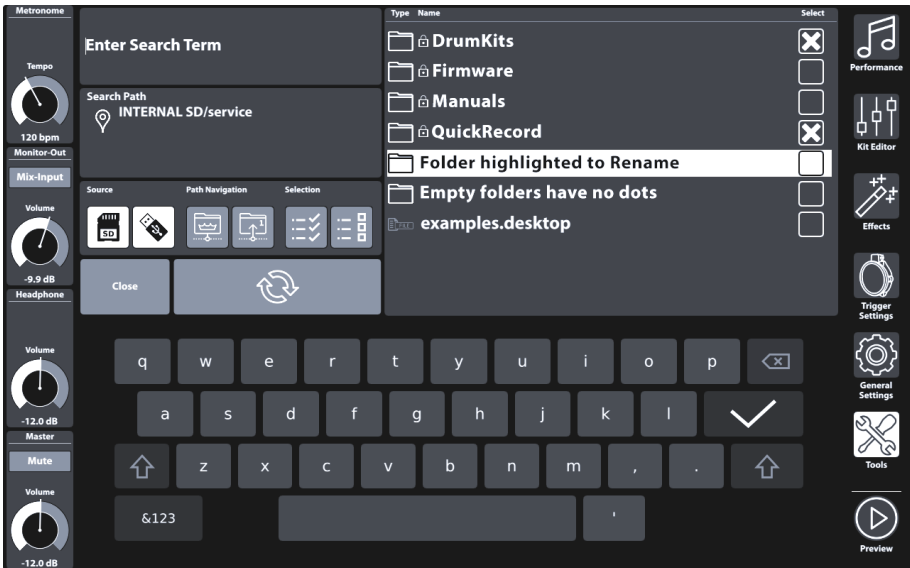 Metronome
Tempo
120 bpm
Monitor-Out
Mix-Input
Volume
-9.9 dB
Headphone
Volume
-12.0 dB
Master
Mute
Volume
-12.0 dB
Enter Search Term
Search Path
INTERNAL SD/service
Source Path Navigation Selection
SD
1
Close
Type Name Select
DrumKits
Firmware
Manuals
QuickRecord
Folder highlighted to Rename
Empty folders have no dots
FILE examples.desktop
q w e r t y u i o p
a s d f g h j k l
z x c v b n m , .
&123 '
Performance
Kit Editor
Effects
Trigger
Settings
General
Settings
Tools
Preview